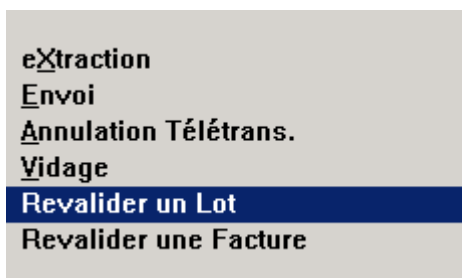 eXtraction
Envoi
Annulation Télétrans.
Vidage
Revalider un Lot
Revalider une Facture